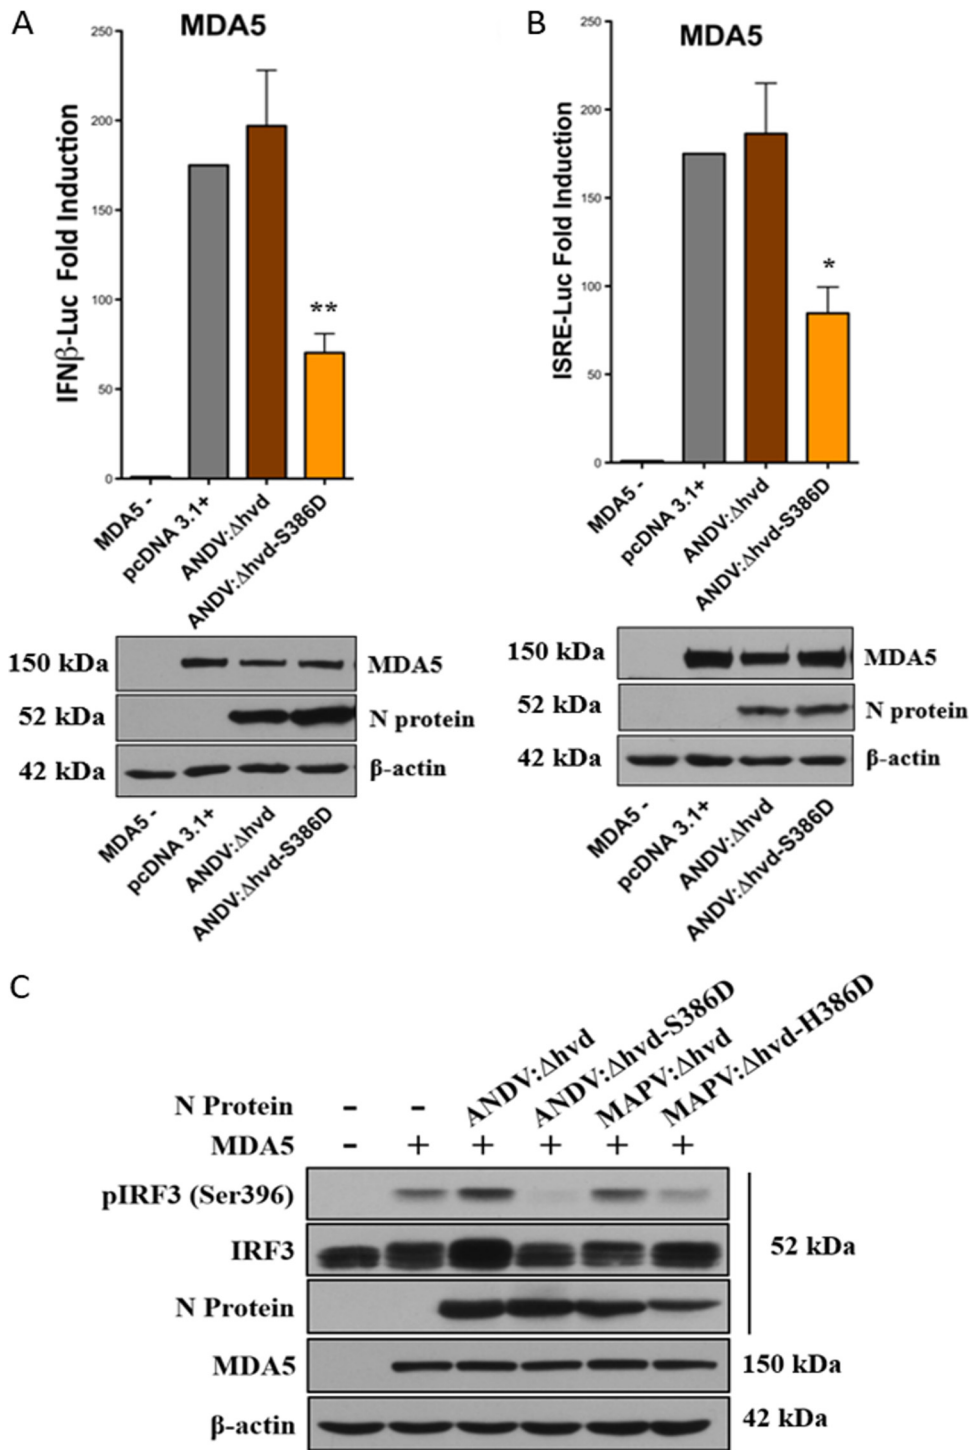 A
MDA5
IFNβ-Luc Fold Induction
250
200
150
100
50
0
**
MDA5 -
pcDNA 3.1+
ANDV:Δhvd
ANDV:Δhvd-S386D
150 kDa
MDA5
52 kDa
N protein
42 kDa
β-actin
MDA5 -
pcDNA 3.1+
ANDV:Δhvd
ANDV:Δhvd-S386D
B
MDA5
ISRE-Luc Fold Induction
250
200
150
100
50
0
*
MDA5 -
pcDNA 3.1+
ANDV:Δhvd
ANDV:Δhvd-S386D
150 kDa
MDA5
52 kDa
N protein
42 kDa
β-actin
MDA5 -
pcDNA 3.1+
ANDV:Δhvd
ANDV:Δhvd-S386D
C
N Protein - - ANDV:Δhvd ANDV:Δhvd-S386D MAPV:Δhvd MAPV:Δhvd-H386D
MDA5 - + + + + +
pIRF3 (Ser396)
IRF3
52 kDa
N Protein
MDA5
150 kDa
β-actin
42 kDa